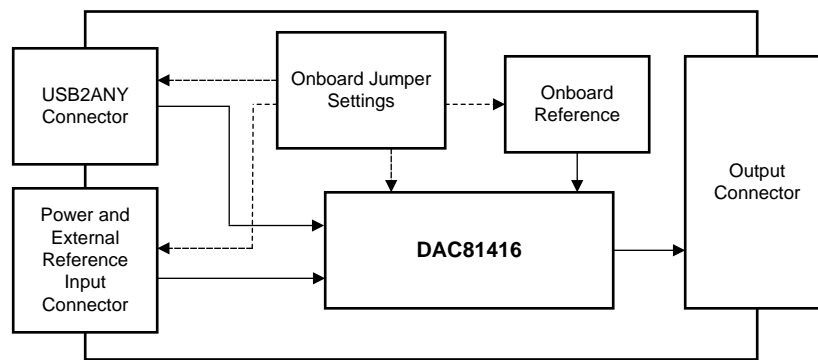 USB2ANY
Connector
Onboard Jumper
Settings
Onboard
Reference
Output
Connector
Power and
External
Reference
Input
Connector
DAC81416